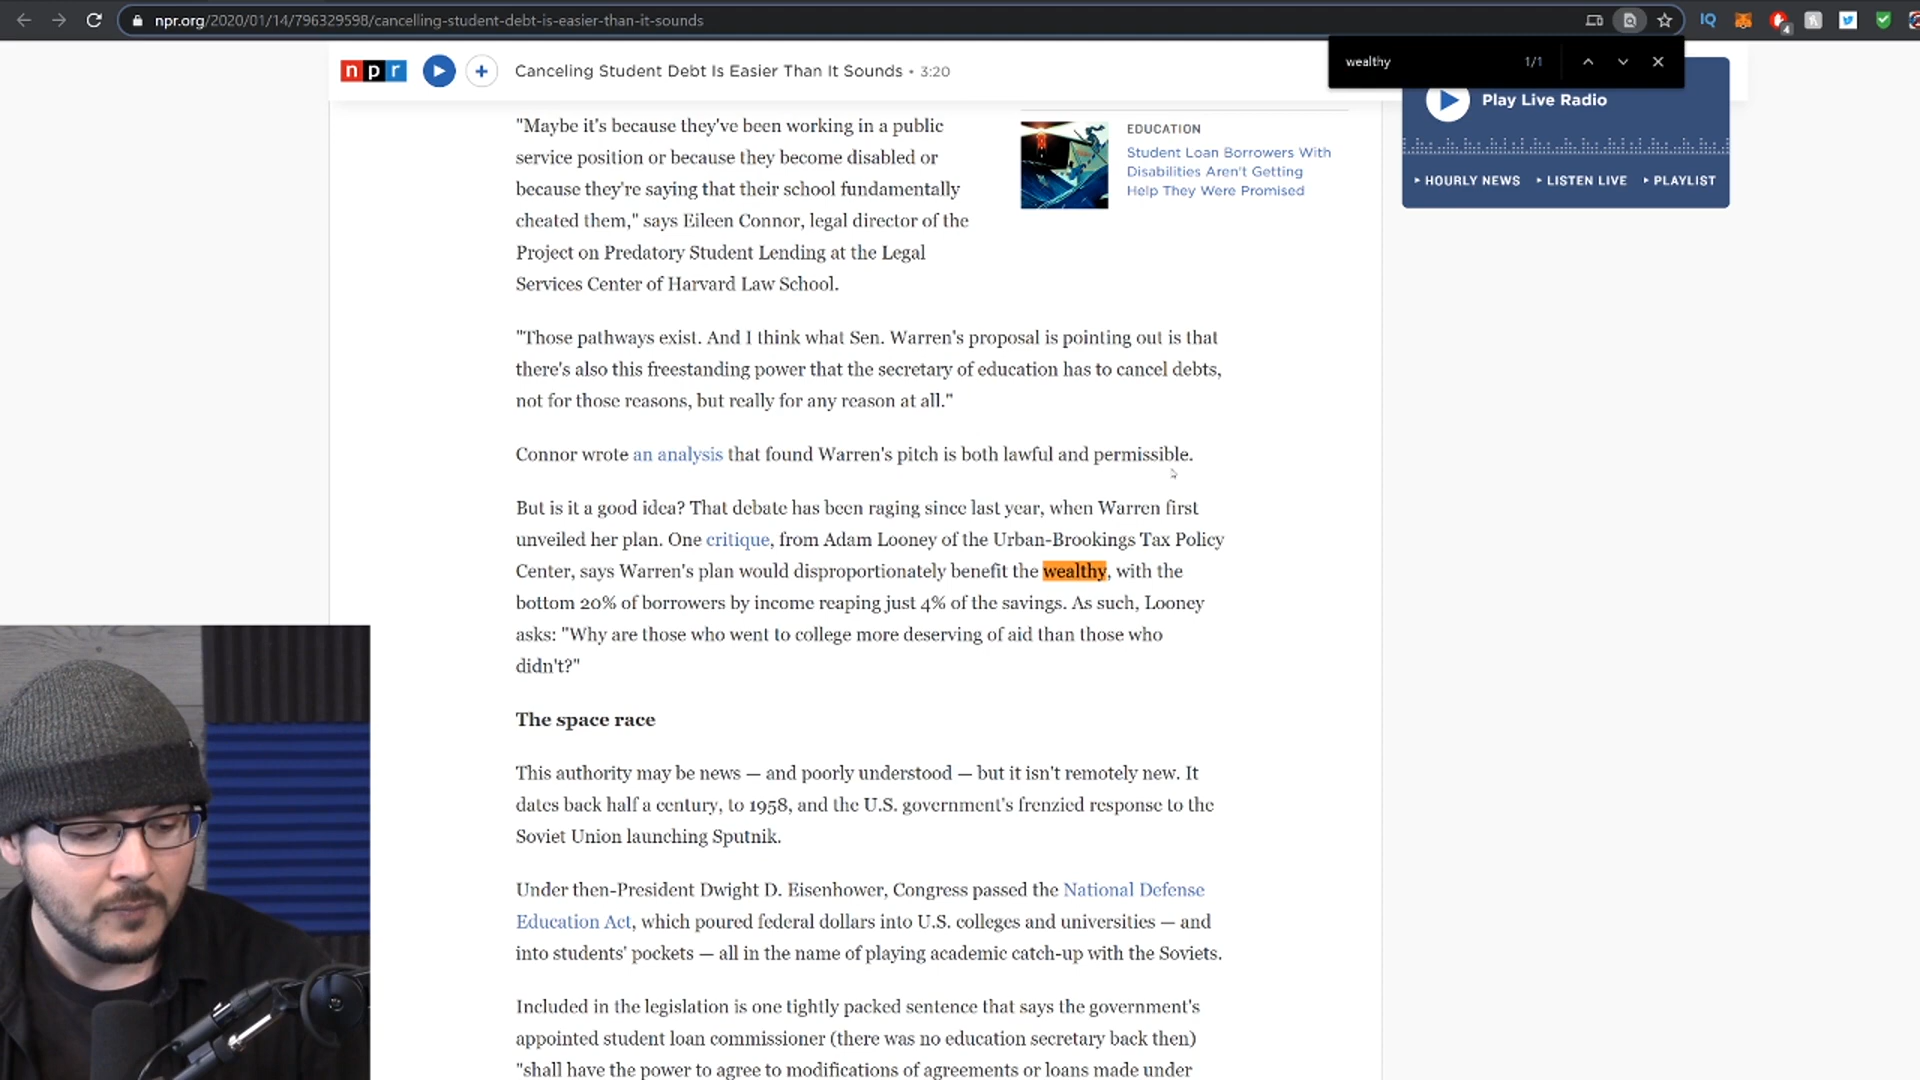 npr.org/2020/01/14/796329598/cancelling-student-debt-is-easier-than-it-sounds
IQ
4
wealthy 1/1
npr
Canceling Student Debt Is Easier Than It Sounds • 3:20
Play Live Radio
HOURLY NEWS LISTEN LIVE PLAYLIST
"Maybe it's because they've been working in a public
service position or because they become disabled or
because they're saying that their school fundamentally
cheated them," says Eileen Connor, legal director of the
Project on Predatory Student Lending at the Legal
Services Center of Harvard Law School.
EDUCATION
Student Loan Borrowers With
Disabilities Aren't Getting
Help They Were Promised
"Those pathways exist. And I think what Sen. Warren's proposal is pointing out is that
there's also this freestanding power that the secretary of education has to cancel debts,
not for those reasons, but really for any reason at all."
Connor wrote an analysis that found Warren's pitch is both lawful and permissible.
But is it a good idea? That debate has been raging since last year, when Warren first
unveiled her plan. One critique, from Adam Looney of the Urban-Brookings Tax Policy
Center, says Warren's plan would disproportionately benefit the wealthy, with the
bottom 20% of borrowers by income reaping just 4% of the savings. As such, Looney
asks: "Why are those who went to college more deserving of aid than those who
didn't?"
The space race
This authority may be news — and poorly understood — but it isn't remotely new. It
dates back half a century, to 1958, and the U.S. government's frenzied response to the
Soviet Union launching Sputnik.
Under then-President Dwight D. Eisenhower, Congress passed the National Defense
Education Act, which poured federal dollars into U.S. colleges and universities — and
into students' pockets — all in the name of playing academic catch-up with the Soviets.
Included in the legislation is one tightly packed sentence that says the government's
appointed student loan commissioner (there was no education secretary back then)
"shall have the power to agree to modifications of agreements or loans made under